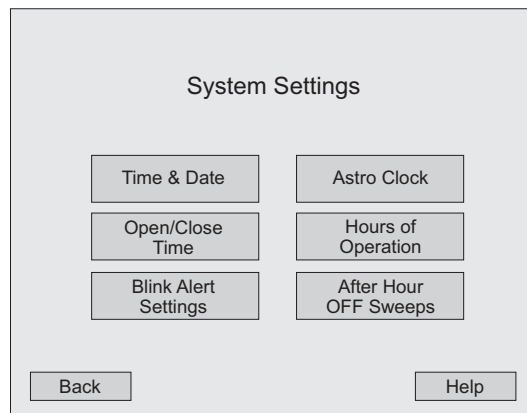 System Settings
Time & Date
Astro Clock
Open/Close
Time
Hours of
Operation
Blink Alert
Settings
After Hour
OFF Sweeps
Back
Help